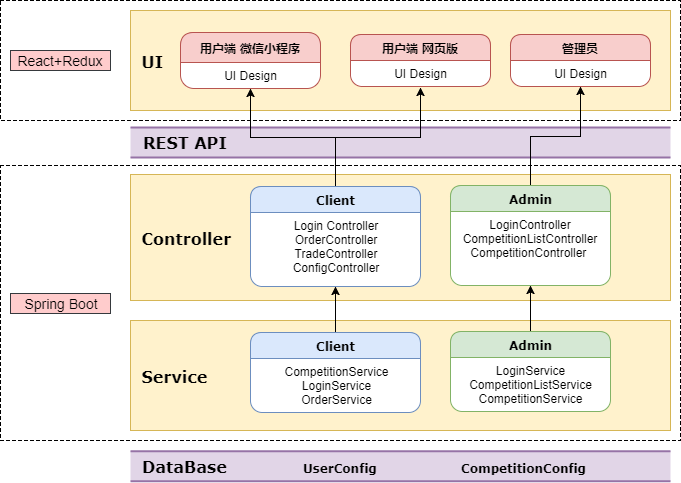 React+Redux
UI
用户端 微信小程序
UI Design
用户端 网页版
UI Design
管理员
UI Design
REST API
Spring Boot
Controller
Client
Login Controller
OrderController
TradeController
ConfigController
Admin
LoginController
CompetitionListController
CompetitionController
Service
Client
CompetitionService
LoginService
OrderService
Admin
LoginService
CompetitionListService
CompetitionService
DataBase
UserConfig
CompetitionConfig